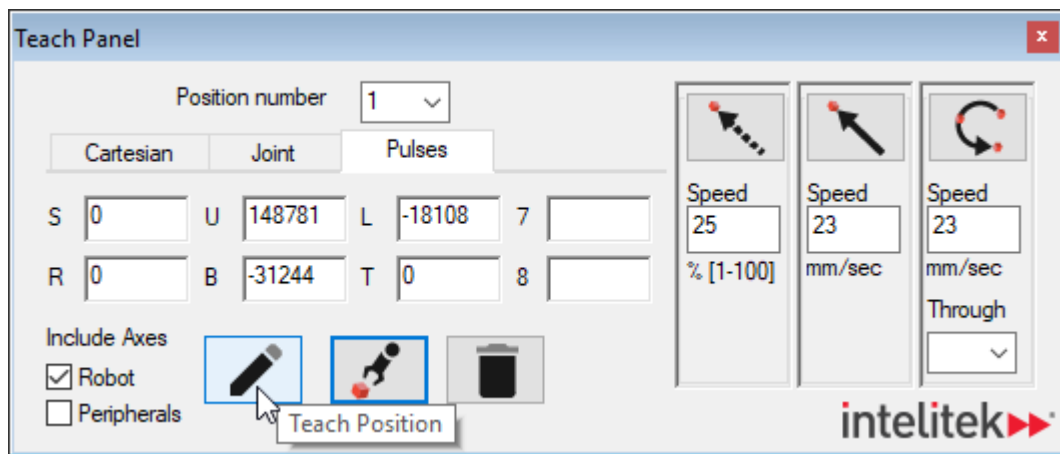 Teach Panel
x
Position number 1
Cartesian Joint Pulses
S 0 U 148781 L -18108 7
R 0 B -31244 T 0 8
Include Axes
Robot
Peripherals
Teach Position
Speed
25
% [1-100]
Speed
23
mm/sec
Speed
23
mm/sec
Through
intelitek